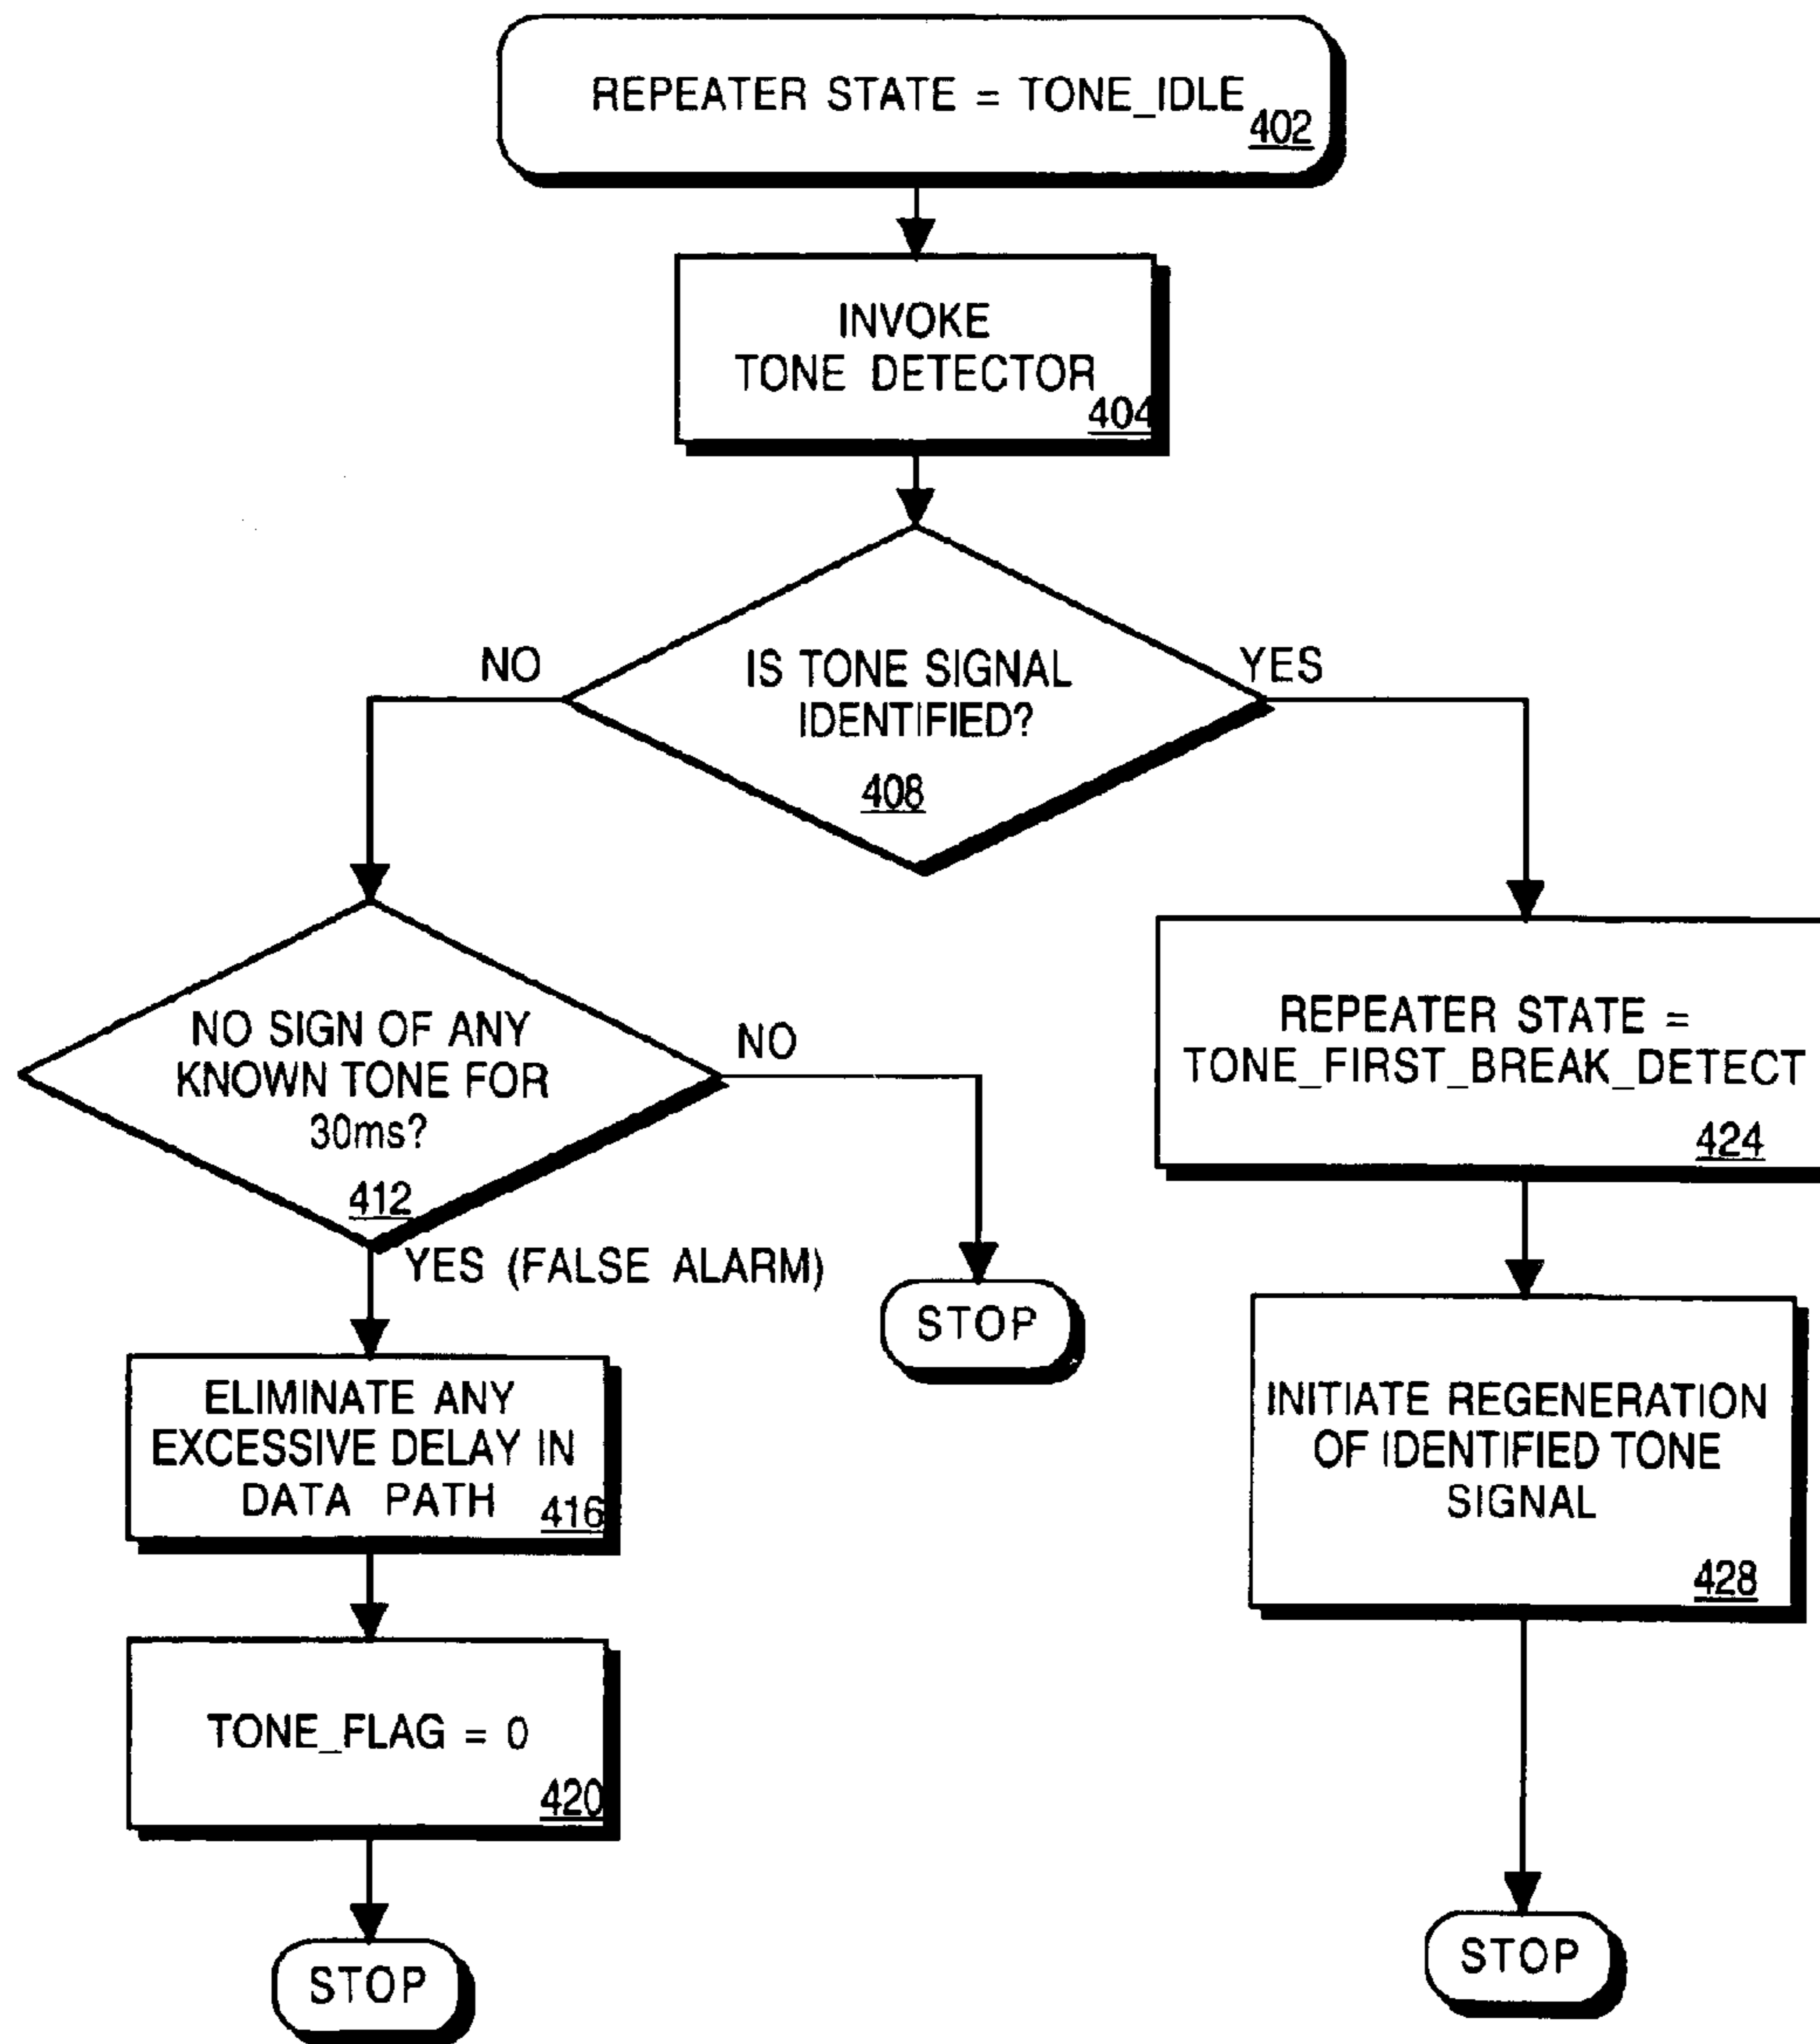 REPEATER STATE = TONE_IDLE
402
INVOKE
TONE DETECTOR
404
NO
IS TONE SIGNAL
IDENTIFIED?
408
YES
NO SIGN OF ANY
KNOWN TONE FOR
30ms?
412
NO
YES (FALSE ALARM)
STOP
REPEATER STATE =
TONE_FIRST_BREAK_DETECT
424
ELIMINATE ANY
EXCESSIVE DELAY IN
DATA PATH
416
INITIATE REGENERATION
OF IDENTIFIED TONE
SIGNAL
428
TONE_FLAG = 0
420
STOP
STOP